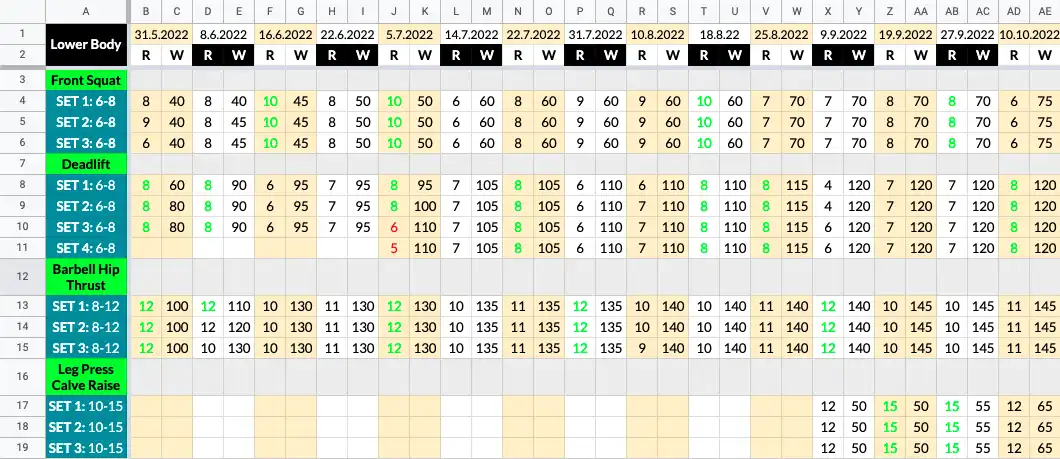 A B C D E F G H I J K L M N O P Q R S T U V W X Y Z AA AB AC AD AE
1 Lower Body 31.5.2022 8.6.2022 16.6.2022 22.6.2022 5.7.2022 14.7.2022 22.7.2022 31.7.2022 10.8.2022 18.8.22 25.8.2022 9.9.2022 19.9.2022 27.9.2022 10.10.2022
2 R W R W R W R W R W R W R W R W R W R W R W R W R W R W R W
3 Front Squat
4 SET 1: 6-8 8 40 8 40 10 45 8 50 10 50 6 60 8 60 9 60 9 60 10 60 7 70 7 70 8 70 8 70 6 75
5 SET 2: 6-8 9 40 8 45 10 45 8 50 10 50 6 60 8 60 9 60 9 60 10 60 7 70 7 70 8 70 8 70 6 75
6 SET 3: 6-8 6 40 8 45 10 45 8 50 10 50 6 60 8 60 9 60 9 60 10 60 7 70 7 70 8 70 8 70 6 75
7 Deadlift
8 SET 1: 6-8 8 60 8 90 6 95 7 95 8 95 7 105 8 105 6 110 6 110 8 110 8 115 4 120 7 120 7 120 8 120
9 SET 2: 6-8 8 80 8 90 6 95 7 95 8 100 7 105 8 105 6 110 7 110 8 110 8 115 4 120 7 120 7 120 8 120
10 SET 3: 6-8 8 80 8 90 6 95 7 95 6 110 7 105 8 105 6 110 7 110 8 110 8 115 6 120 7 120 7 120 8 120
11 SET 4: 6-8 5 110 7 105 8 105 6 110 7 110 8 110 8 115 6 120 7 120 7 120 8 120
12 Barbell Hip
Thrust
13 SET 1: 8-12 12 100 12 110 10 130 11 130 12 130 10 135 11 135 12 135 10 140 10 140 11 140 12 140 10 145 10 145 11 145
14 SET 2: 8-12 12 100 12 120 10 130 11 130 12 130 10 135 11 135 12 135 10 140 10 140 11 140 12 140 10 145 10 145 11 145
15 SET 3: 8-12 12 100 10 130 10 130 11 130 12 130 10 135 11 135 12 135 9 140 10 140 11 140 12 140 10 145 10 145 11 145
16 Leg Press
Calve Raise
17 SET 1: 10-15 12 50 15 50 15 55 12 65
18 SET 2: 10-15 12 50 15 50 15 55 12 65
19 SET 3: 10-15 12 50 15 50 15 55 12 65